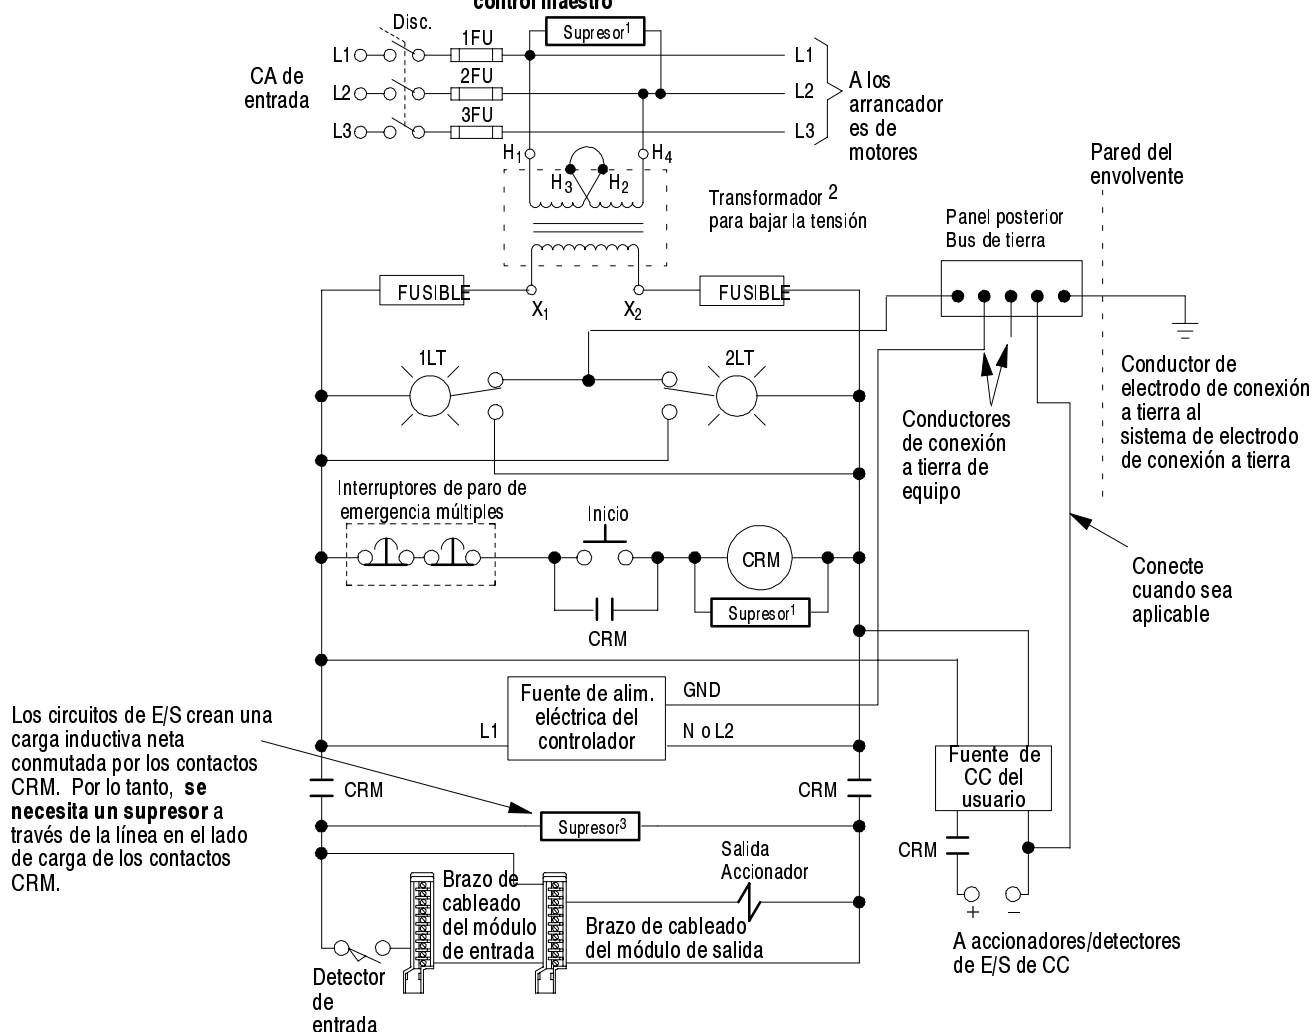 control maestro
Disc.
Supresor1
1FU
L1
L1
CA de
entrada
2FU
L2
L2
3FU
L3
L3
A los
arrancador
es de
motores
H1
H4
H3
H2
Transformador 2
para bajar la tensión
Pared del
envolvente
Panel posterior
Bus de tierra
FUSIBLE
X1
X2
FUSIBLE
1LT
2LT
Conductores
de conexión
a tierra de
equipo
Conductor de
electrodo de conexión
a tierra al
sistema de electrodo
de conexión a tierra
Interruptores de paro de
emergencia múltiples
Inicio
CRM
Supresor1
CRM
Conecte
cuando sea
aplicable
Fuente de alim.
eléctrica del
controlador
GND
L1
N o L2
Los circuitos de E/S crean una
carga inductiva neta
conmutada por los contactos
CRM. Por lo tanto, se
necesita un supresor a
través de la línea en el lado
de carga de los contactos
CRM.
Fuente de
CC del
usuario
CRM
CRM
Supresor3
CRM
Salida
Accionador
Brazo de
cableado
del módulo
de entrada
Brazo de cableado
del módulo de salida
+
−
A accionadores/detectores
de E/S de CC
Detector
de
entrada